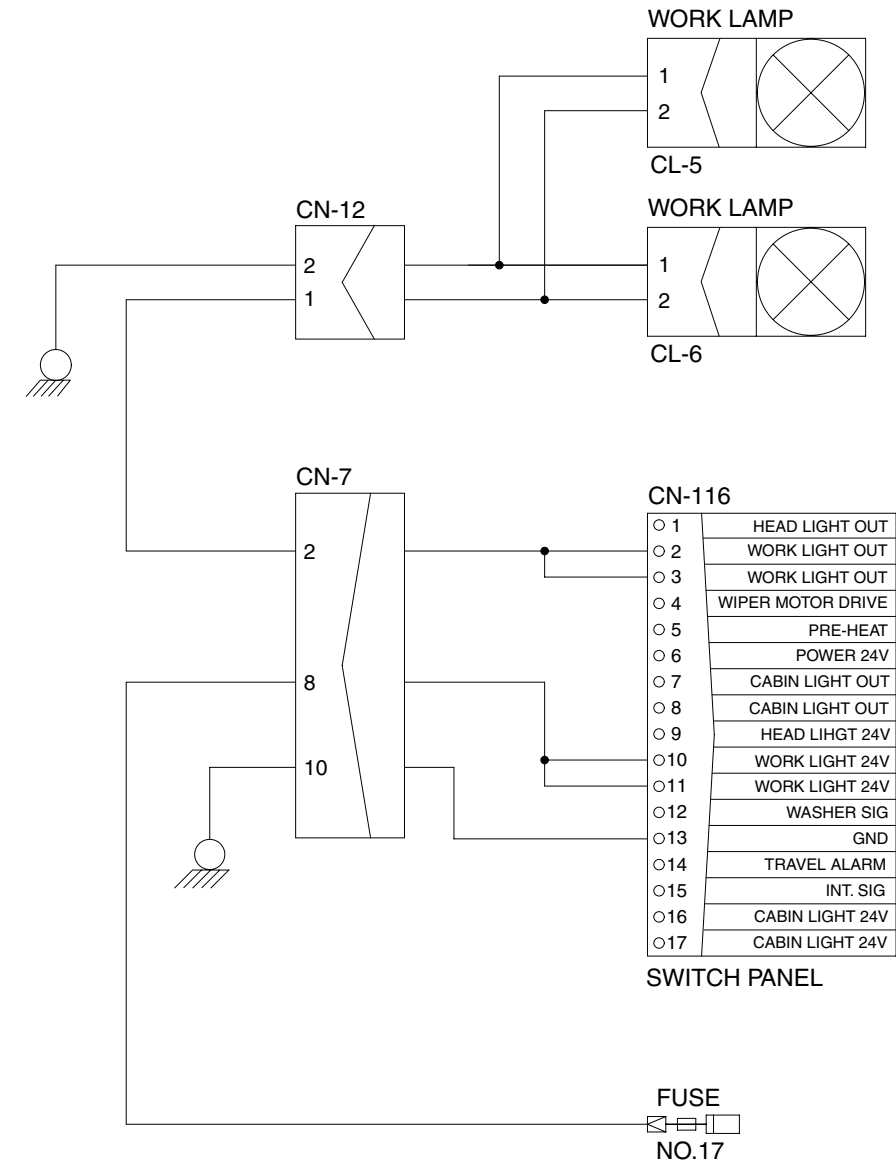 WORK LAMP
1
2
CL-5
WORK LAMP
1
2
CL-6
CN-12
2
1
CN-7
2
8
10
CN-116
1 HEAD LIGHT OUT
2 WORK LIGHT OUT
3 WORK LIGHT OUT
4 WIPER MOTOR DRIVE
5 PRE-HEAT
6 POWER 24V
7 CABIN LIGHT OUT
8 CABIN LIGHT OUT
9 HEAD LIHGT 24V
10 WORK LIGHT 24V
11 WORK LIGHT 24V
12 WASHER SIG
13 GND
14 TRAVEL ALARM
15 INT. SIG
16 CABIN LIGHT 24V
17 CABIN LIGHT 24V
SWITCH PANEL
FUSE
NO.17